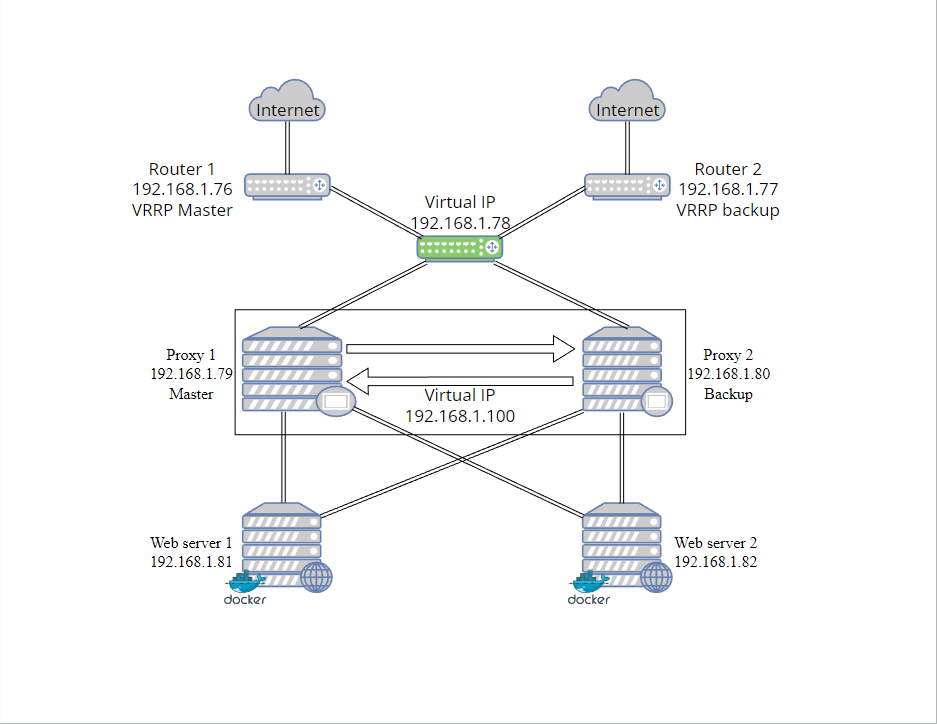 Internet
Internet
Router 1
192.168.1.76
VRRP Master
Router 2
192.168.1.77
VRRP backup
Virtual IP
192.168.1.78
Proxy 1
192.168.1.79
Master
Proxy 2
192.168.1.80
Backup
Virtual IP
192.168.1.100
Web server 1
192.168.1.81
docker
Web server 2
192.168.1.82
docker